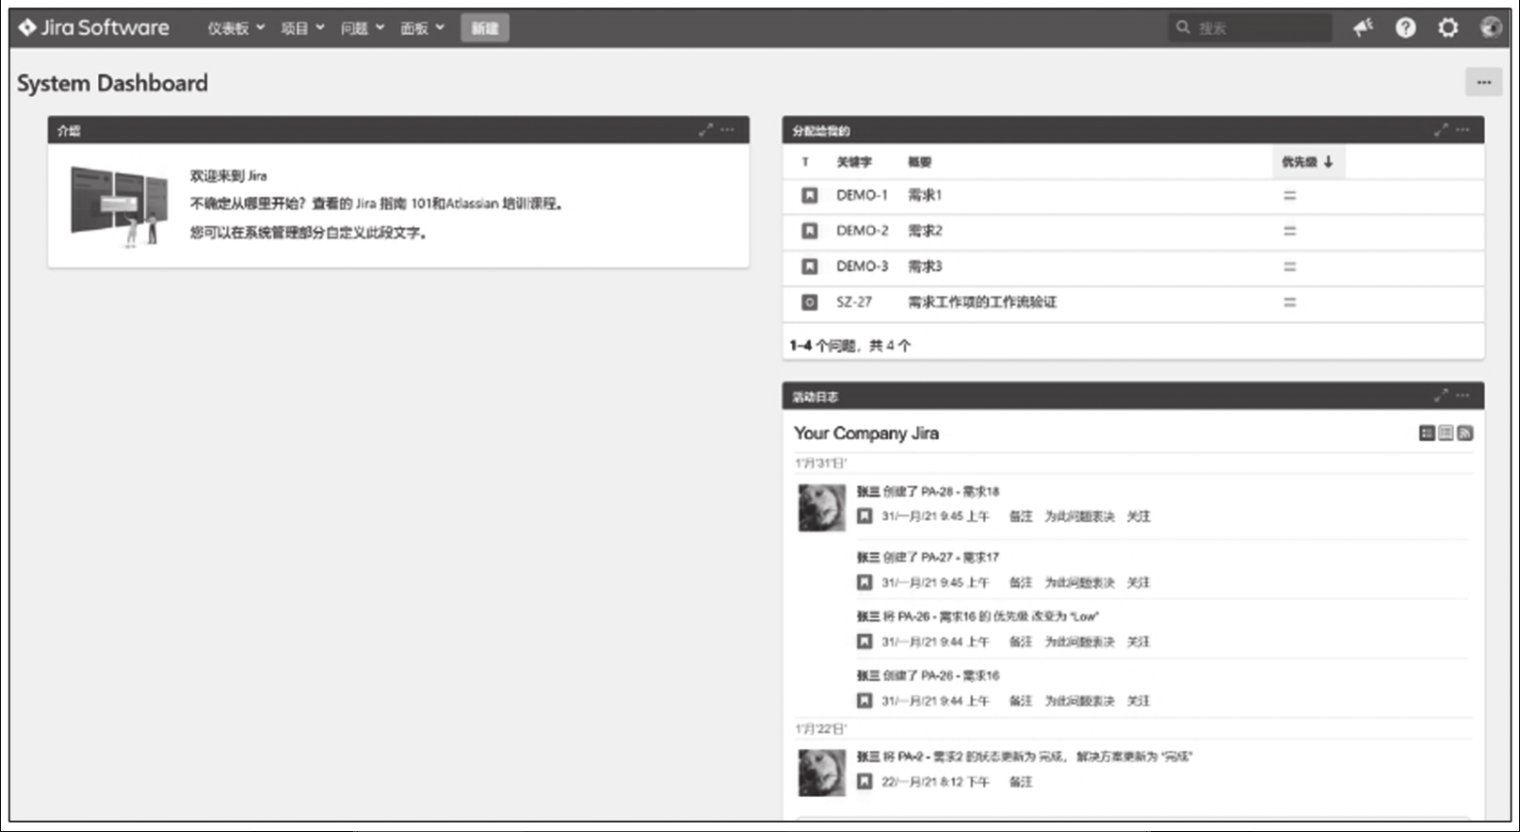 Jira Software 仪表板 项目 问题 面板 新建 搜索
System Dashboard
介绍
欢迎来到 Jira
不确定从哪里开始？查看的 Jira 指南 101和Atlassian 培训课程。
您可以在系统管理部分自定义此段文字。
分配给我的
T 关键字 概要 优先级
DEMO-1 需求1
DEMO-2 需求2
DEMO-3 需求3
SZ-27 需求工作项的工作流验证
1–4 个问题，共 4 个
活动日志
Your Company Jira
1'月'31'日'
张三 创建了 PA-28 - 需求18
31/一月/21 9:45 上午 备注 为此问题表决 关注
张三 创建了 PA-27 - 需求17
31/一月/21 9:45 上午 备注 为此问题表决 关注
张三 将 PA-26 - 需求16 的 优先级 改变为 "Low"
31/一月/21 9:44 上午 备注 为此问题表决 关注
张三 创建了 PA-26 - 需求16
31/一月/21 9:44 上午 备注 为此问题表决 关注
1'月'22'日'
张三 将 PA-2 - 需求2 的状态更新为 完成， 解决方案更新为 "完成"
22/一月/21 8:12 下午 备注